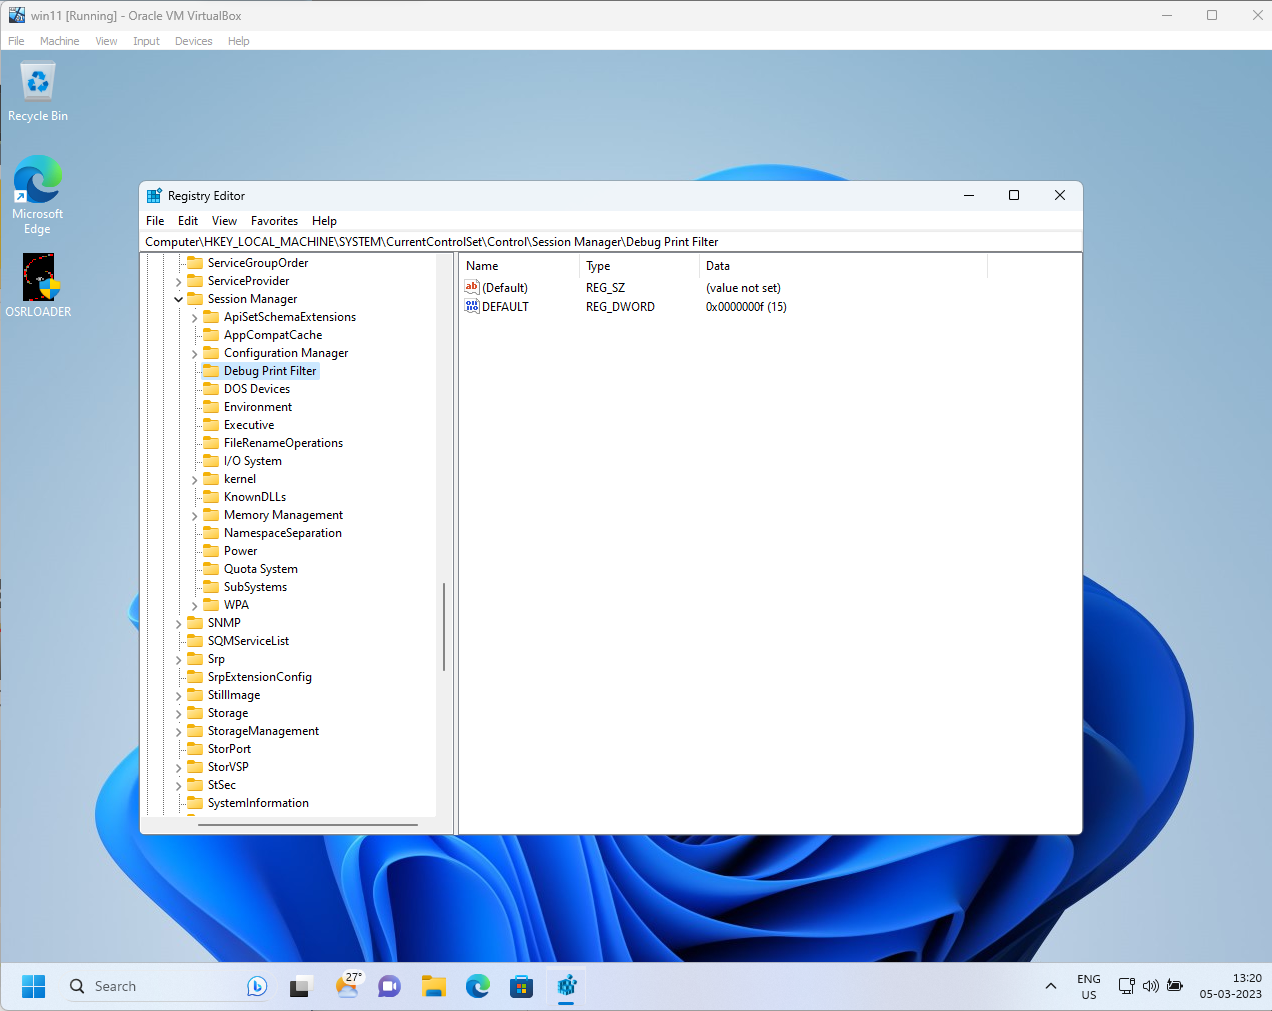 win11 [Running] - Oracle VM VirtualBox
File Machine View Input Devices Help
Recycle Bin
Microsoft
Edge
OSRLOADER
Registry Editor
File Edit View Favorites Help
Computer\HKEY_LOCAL_MACHINE\SYSTEM\CurrentControlSet\Control\Session Manager\Debug Print Filter
ServiceGroupOrder
ServiceProvider
Session Manager
ApiSetSchemaExtensions
AppCompatCache
Configuration Manager
Debug Print Filter
DOS Devices
Environment
Executive
FileRenameOperations
I/O System
kernel
KnownDLLs
Memory Management
NamespaceSeparation
Power
Quota System
SubSystems
WPA
SNMP
SQMServiceList
Srp
SrpExtensionConfig
StillImage
Storage
StorageManagement
StorPort
StorVSP
StSec
SystemInformation
Name Type Data
ab (Default) REG_SZ (value not set)
DEFAULT REG_DWORD 0x0000000f (15)
Search
27°
ENG
US
13:20
05-03-2023